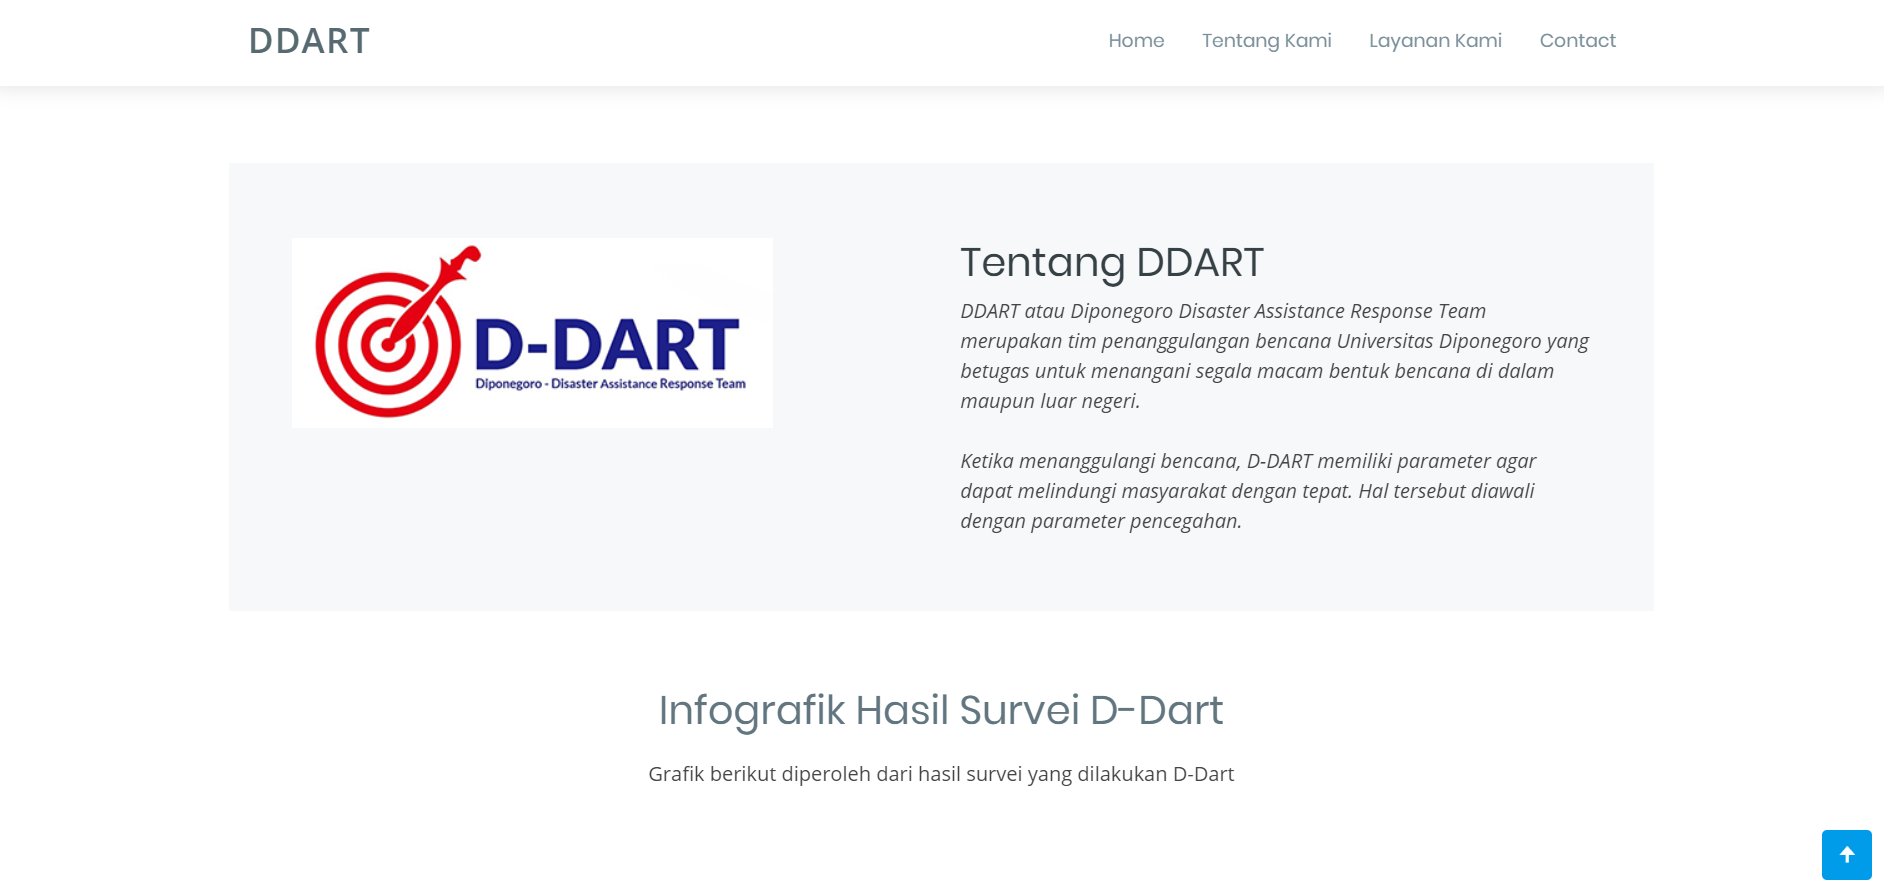 DDART
Home
Tentang Kami
Layanan Kami
Contact
D-DART
Diponegoro - Disaster Assistance Response Team
Tentang DDART
DDART atau Diponegoro Disaster Assistance Response Team
merupakan tim penanggulangan bencana Universitas Diponegoro yang
betugas untuk menangani segala macam bentuk bencana di dalam
maupun luar negeri.
Ketika menanggulangi bencana, D-DART memiliki parameter agar
dapat melindungi masyarakat dengan tepat. Hal tersebut diawali
dengan parameter pencegahan.
Infografik Hasil Survei D-Dart
Grafik berikut diperoleh dari hasil survei yang dilakukan D-Dart